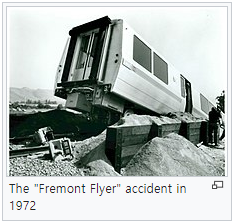 The "Fremont Flyer" accident in
1972